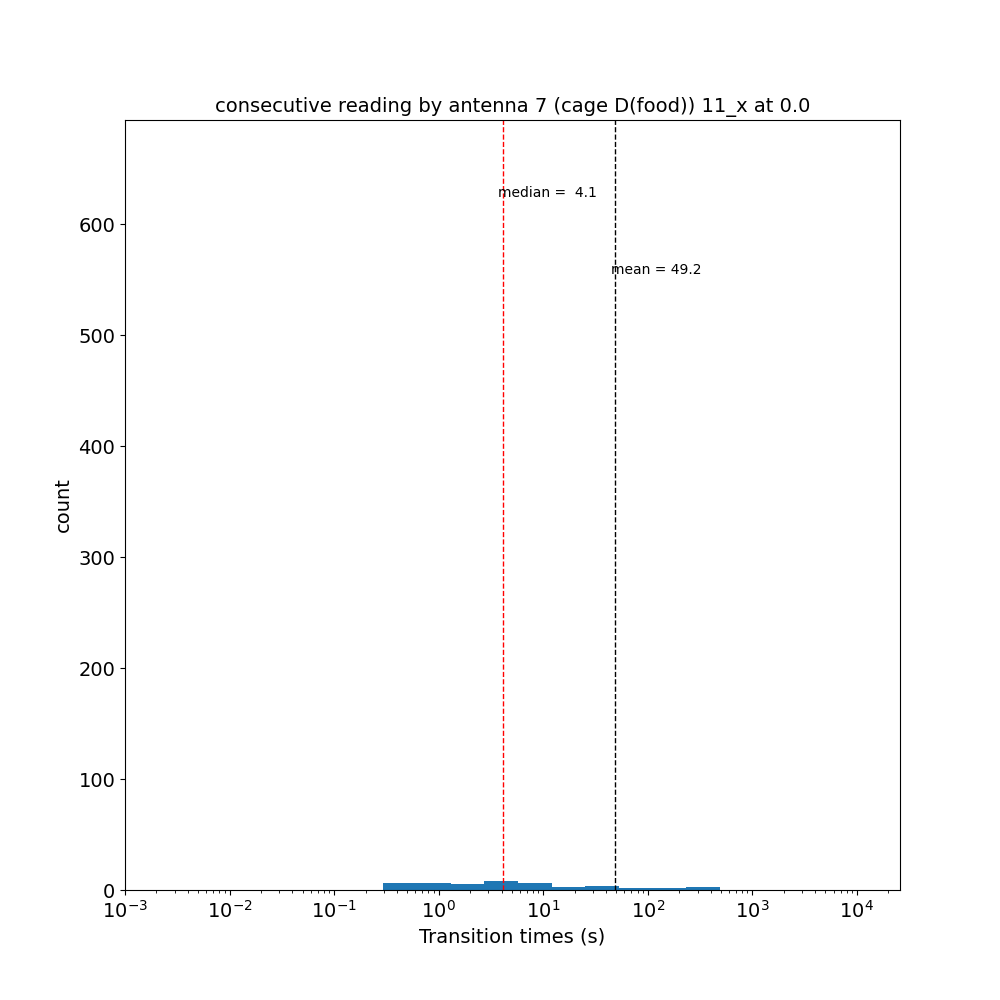 consecutive reading by antenna 7 (cage D(food)) 11_x at 0.0
median =  4.1
mean = 49.2
600
500
400
300
200
100
0
count
10⁻³ 10⁻² 10⁻¹ 10⁰ 10¹ 10² 10³ 10⁴
Transition times (s)